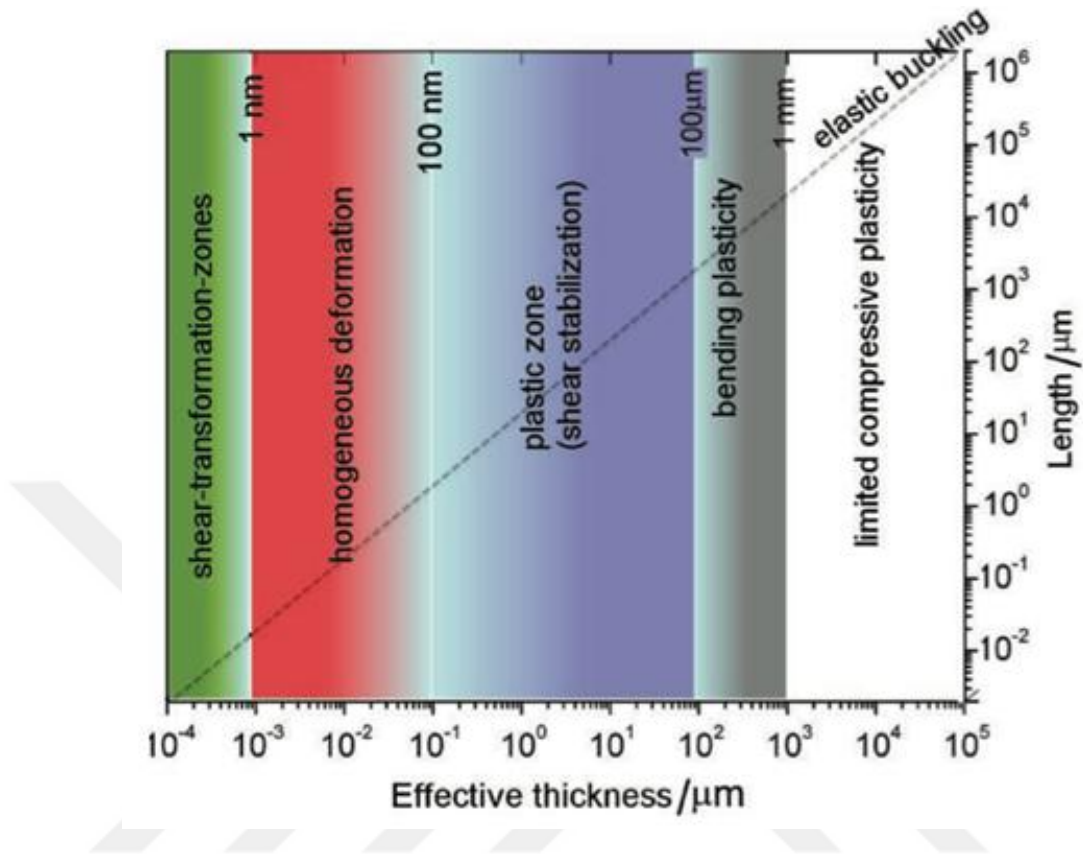 shear-transformation-zones
1 nm
homogeneous deformation
100 nm
plastic zone
(shear stabilization)
100μm
bending plasticity
1 mm
elastic buckling
limited compressive plasticity
10⁶
10⁵
10⁴
10³
10²
10¹
10⁰
10⁻¹
10⁻²
Length/μm
10⁻⁴ 10⁻³ 10⁻² 10⁻¹ 10⁰ 10¹ 10² 10³ 10⁴ 10⁵
Effective thickness/μm